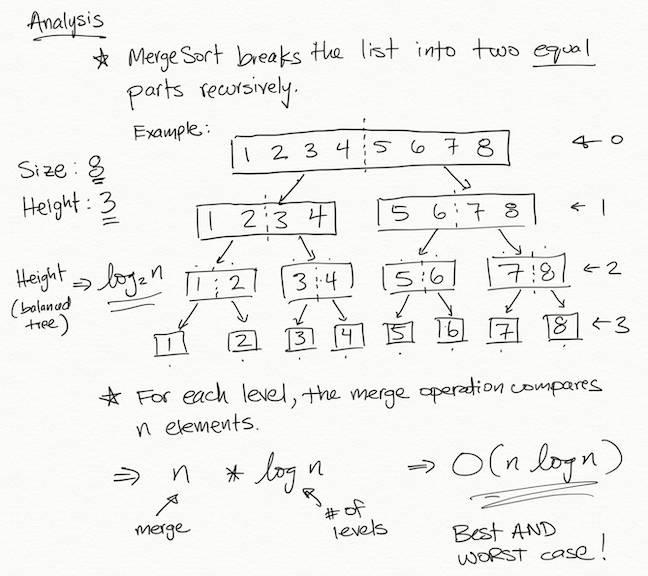 Analysis
* MergeSort breaks the list into two equal
parts recursively.
Example:
1 2 3 4 5 6 7 8 ← 0
Size: 8
Height: 3
1 2 3 4 5 6 7 8 ← 1
Height ⇒ log₂n
(balanced
tree)
1 2 3 4 5 6 7 8 ← 2
1 2 3 4 5 6 7 8 ← 3
* For each level, the merge operation compares
n elements.
⇒ n * log n ⇒ O(n log n)
merge
# of
levels
Best AND
WORST case!